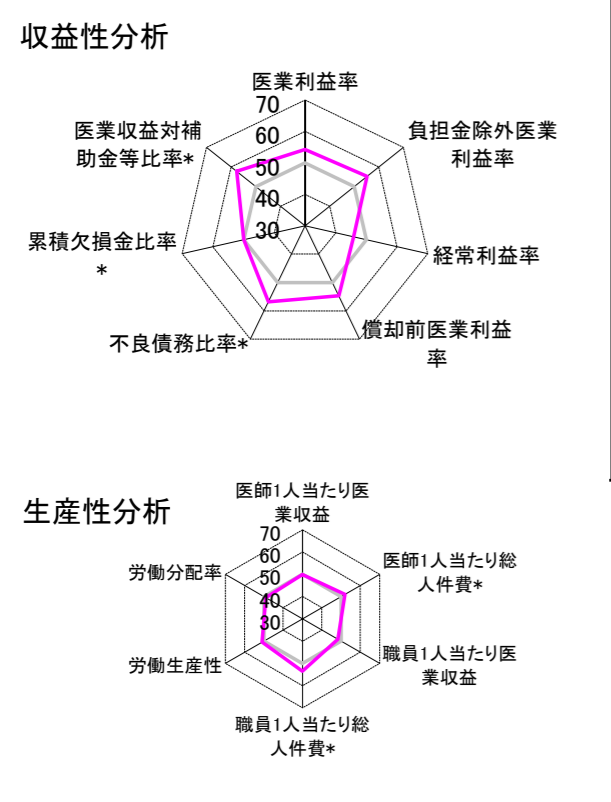 収益性分析
医業利益率
70
60
50
40
30
負担金除外医業
利益率
経常利益率
償却前医業利益
率
不良債務比率*
累積欠損金比率
*
医業収益対補
助金等比率*
生産性分析
医師1人当たり医
業収益
70
60
50
40
30
医師1人当たり総
人件費*
職員1人当たり医
業収益
職員1人当たり総
人件費*
労働生産性
労働分配率